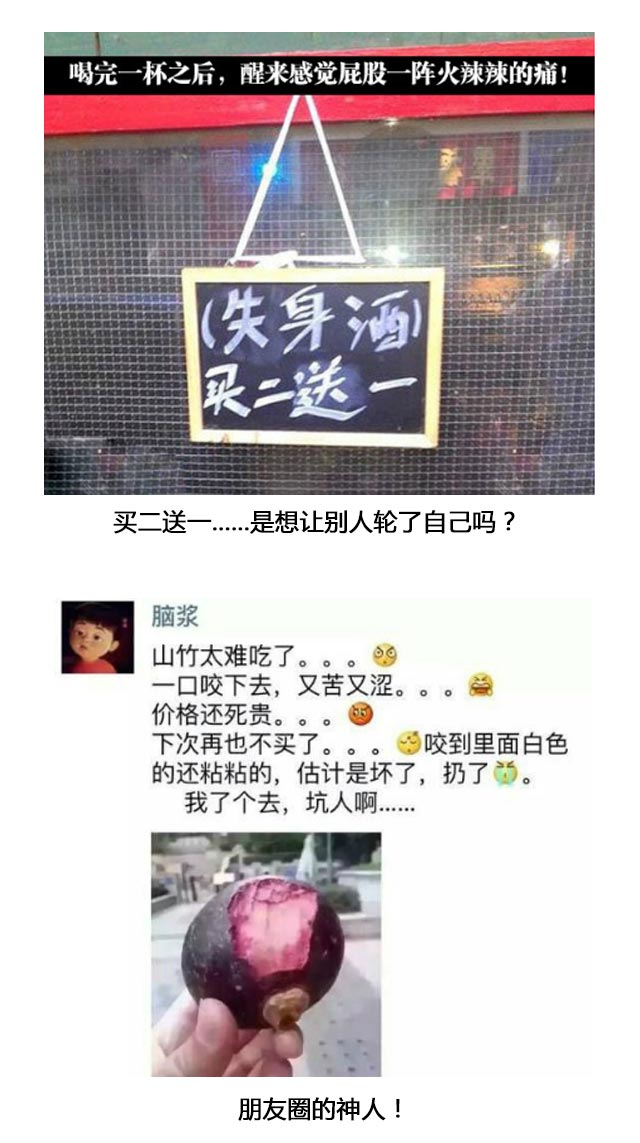 喝完一杯之后，醒来感觉屁股一阵火辣辣的痛！
（失身酒）
买二送一
买二送一……是想让别人轮了自己吗？
脑浆
山竹太难吃了。。。
一口咬下去，又苦又涩。。。
价格还死贵。。。
下次再也不买了。。。咬到里面白色
的还粘粘的，估计是坏了，扔了。
我了个去，坑人啊……
朋友圈的神人！